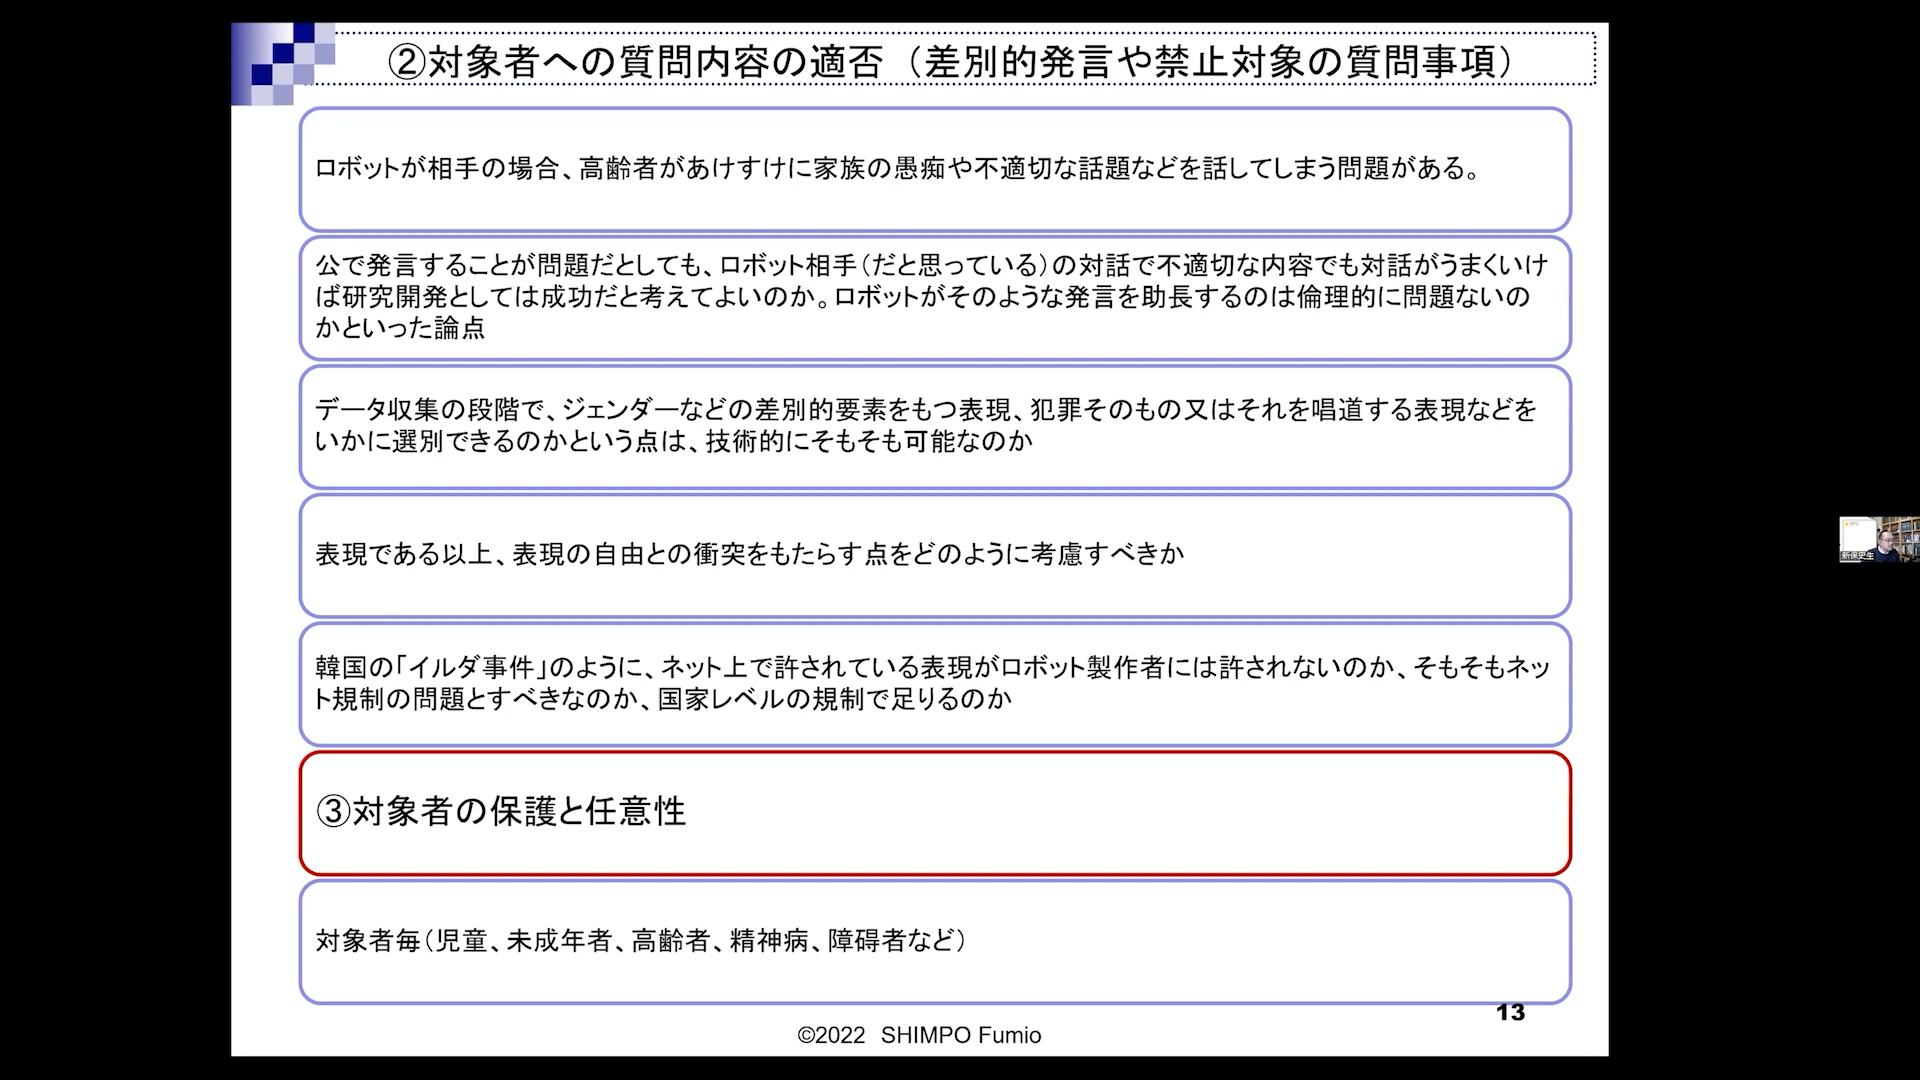 ②対象者への質問内容の適否（差別的発言や禁止対象の質問事項）
ロボットが相手の場合、高齢者があけすけに家族の愚痴や不適切な話題などを話してしまう問題がある。
公で発言することが問題だとしても、ロボット相手（だと思っている）の対話で不適切な内容でも対話がうまくいけ
ば研究開発としては成功だと考えてよいのか。ロボットがそのような発言を助長するのは倫理的に問題ないの
かといった論点
データ収集の段階で、ジェンダーなどの差別的要素をもつ表現、犯罪そのもの又はそれを唱道する表現などを
いかに選別できるのかという点は、技術的にそもそも可能なのか
表現である以上、表現の自由との衝突をもたらす点をどのように考慮すべきか
韓国の「イルダ事件」のように、ネット上で許されている表現がロボット製作者には許されないのか、そもそもネッ
ト規制の問題とすべきなのか、国家レベルの規制で足りるのか
③対象者の保護と任意性
対象者毎（児童、未成年者、高齢者、精神病、障碍者など）
13
©2022 SHIMPO Fumio
新保史生